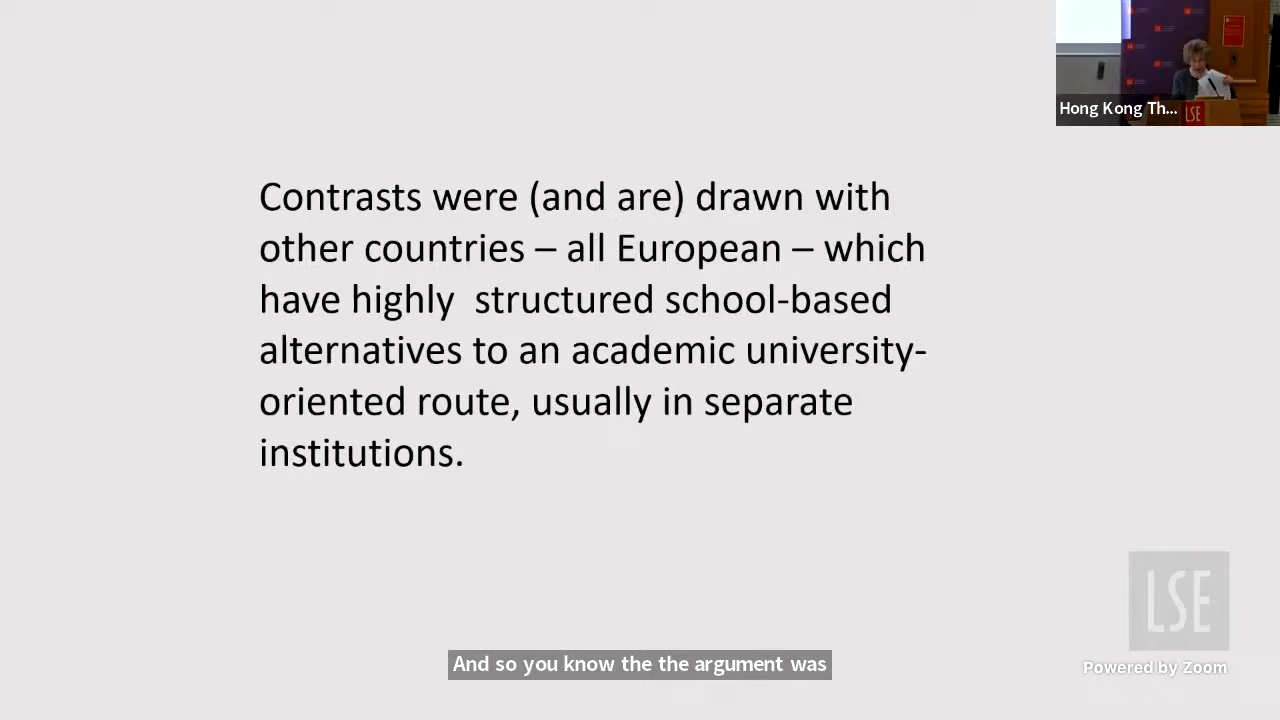 Hong Kong Th...
LSE
Contrasts were (and are) drawn with
other countries – all European – which
have highly  structured school-based
alternatives to an academic university-
oriented route, usually in separate
institutions.
LSE
And so you know the the argument was
Powered by Zoom